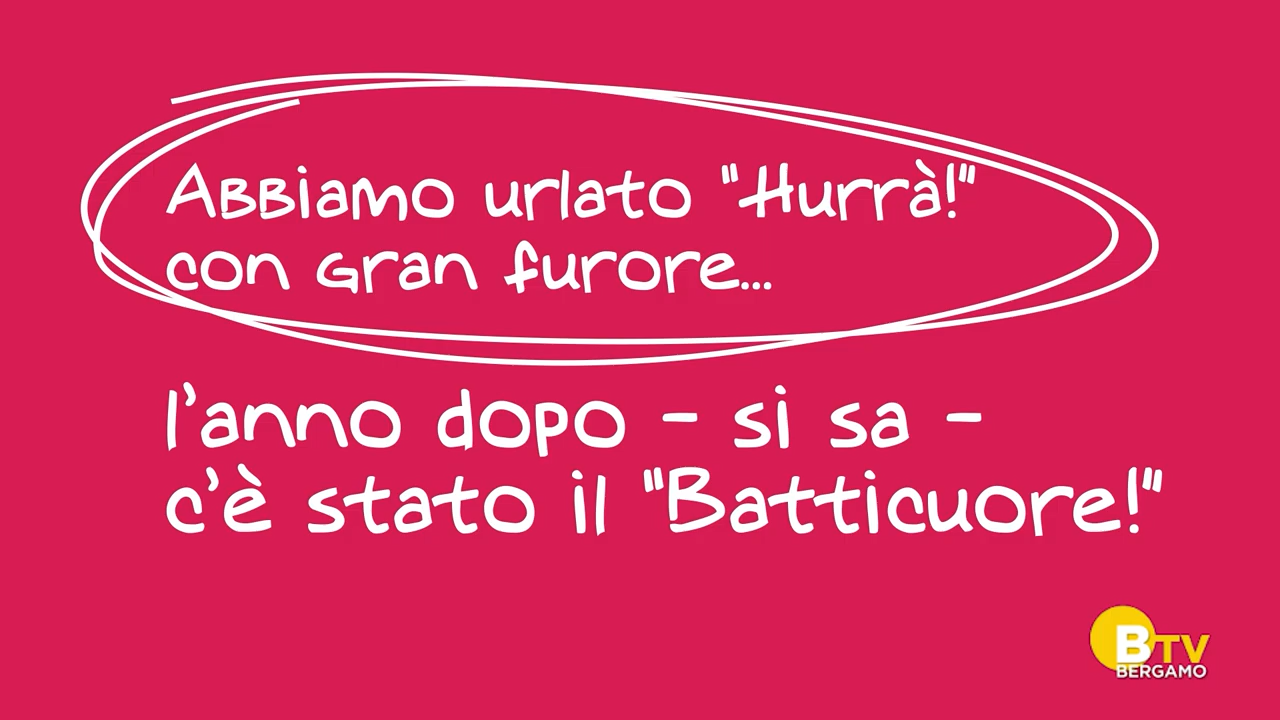 Abbiamo urlato "Hurrà!"
con gran furore...
l'anno dopo - si sa -
c'è stato il "Batticuore!"
BTV
BERGAMO